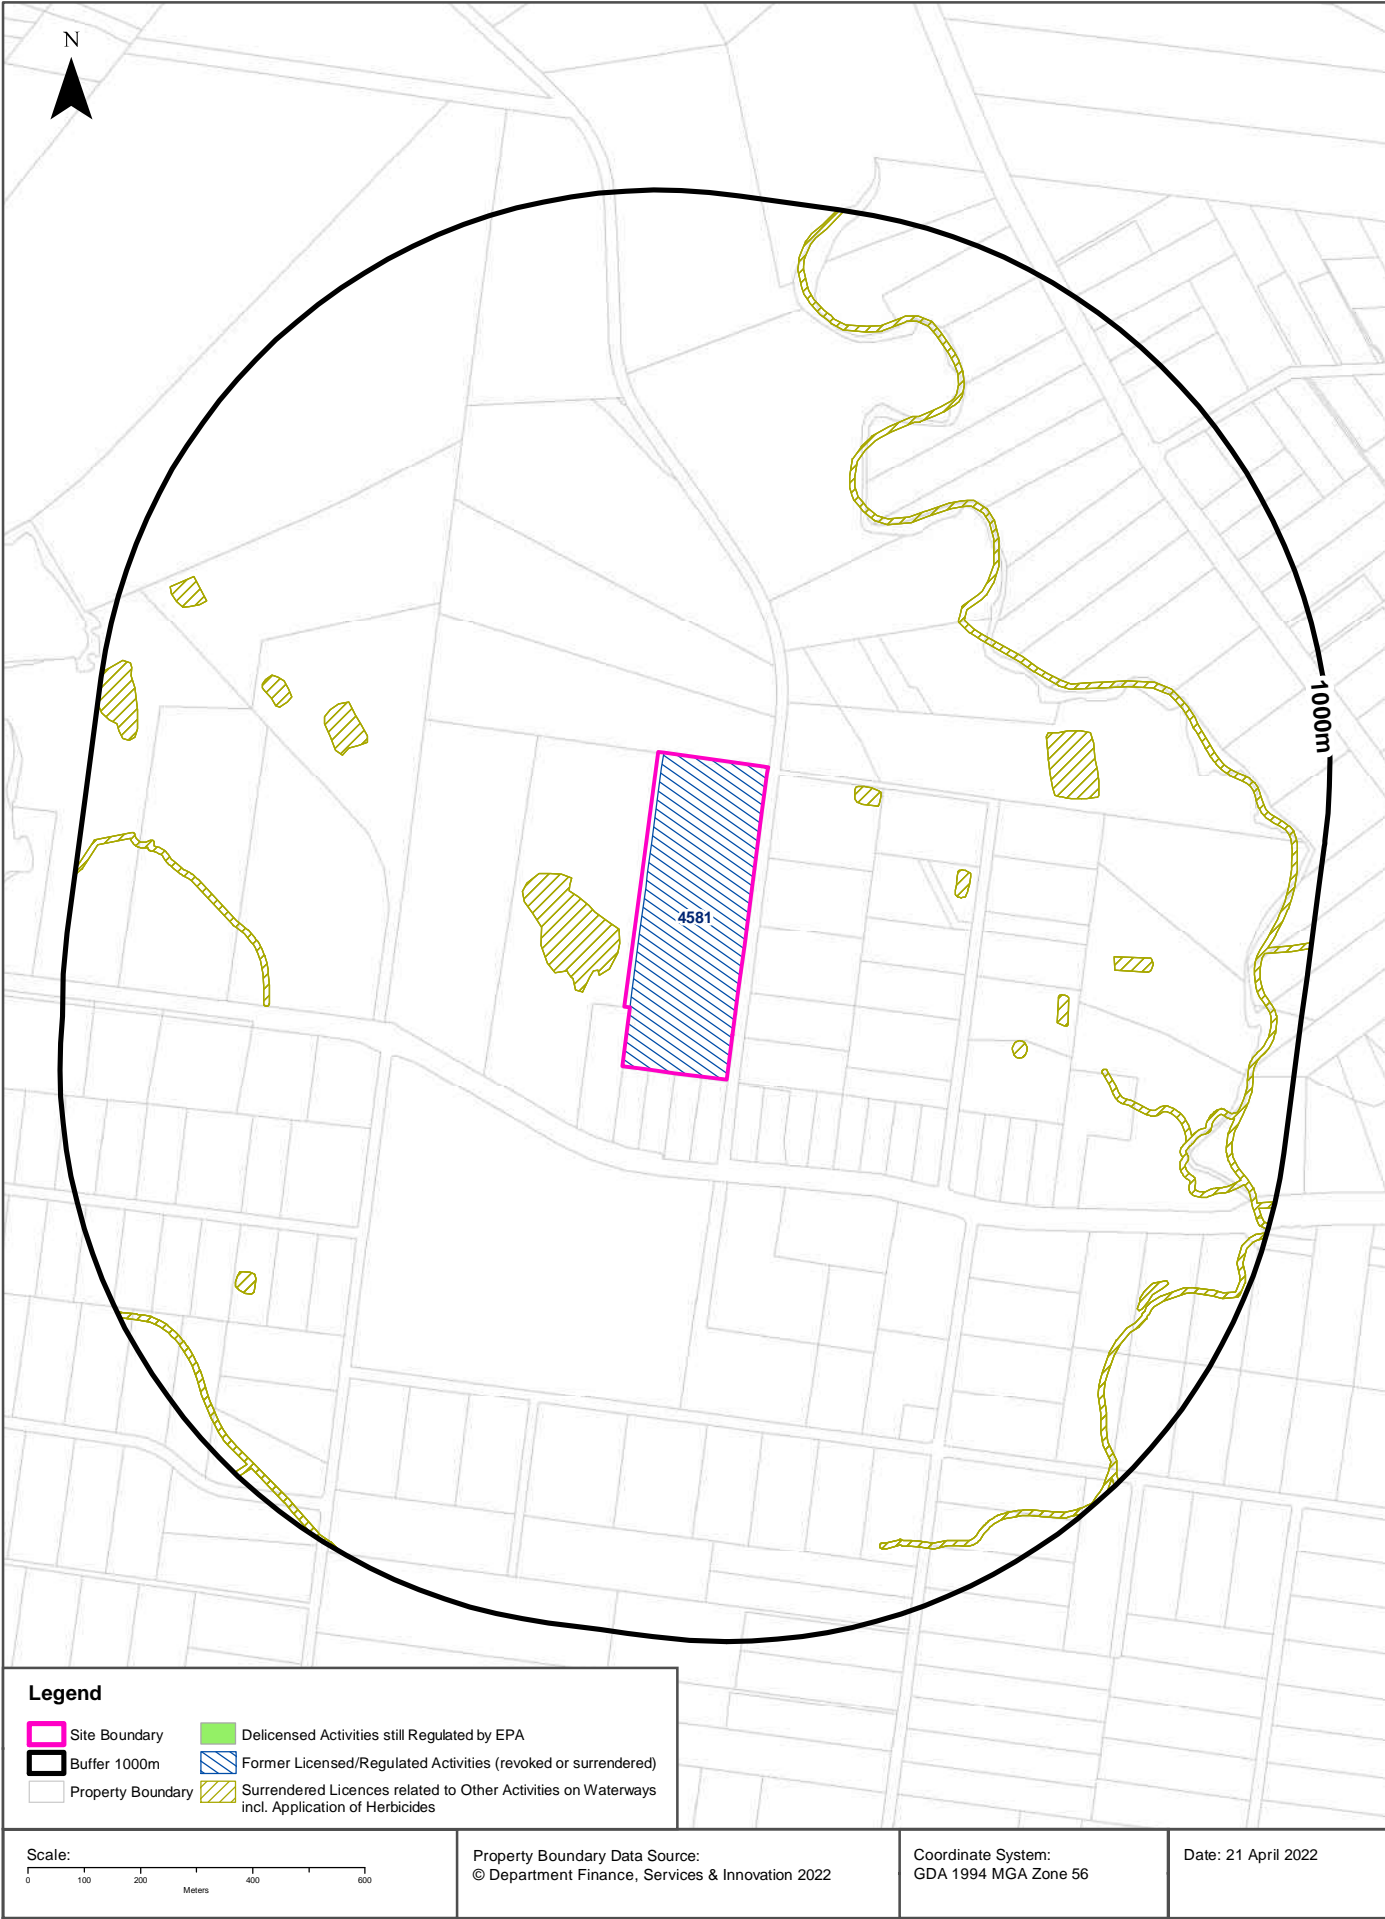 N
1000m
4581
Legend
Site Boundary
Buffer 1000m
Property Boundary
Delicensed Activities still Regulated by EPA
Former Licensed/Regulated Activities (revoked or surrendered)
Surrendered Licences related to Other Activities on Waterways
incl. Application of Herbicides
Scale:
0 100 200 400 600
Meters
Property Boundary Data Source:
© Department Finance, Services & Innovation 2022
Coordinate System:
GDA 1994 MGA Zone 56
Date: 21 April 2022